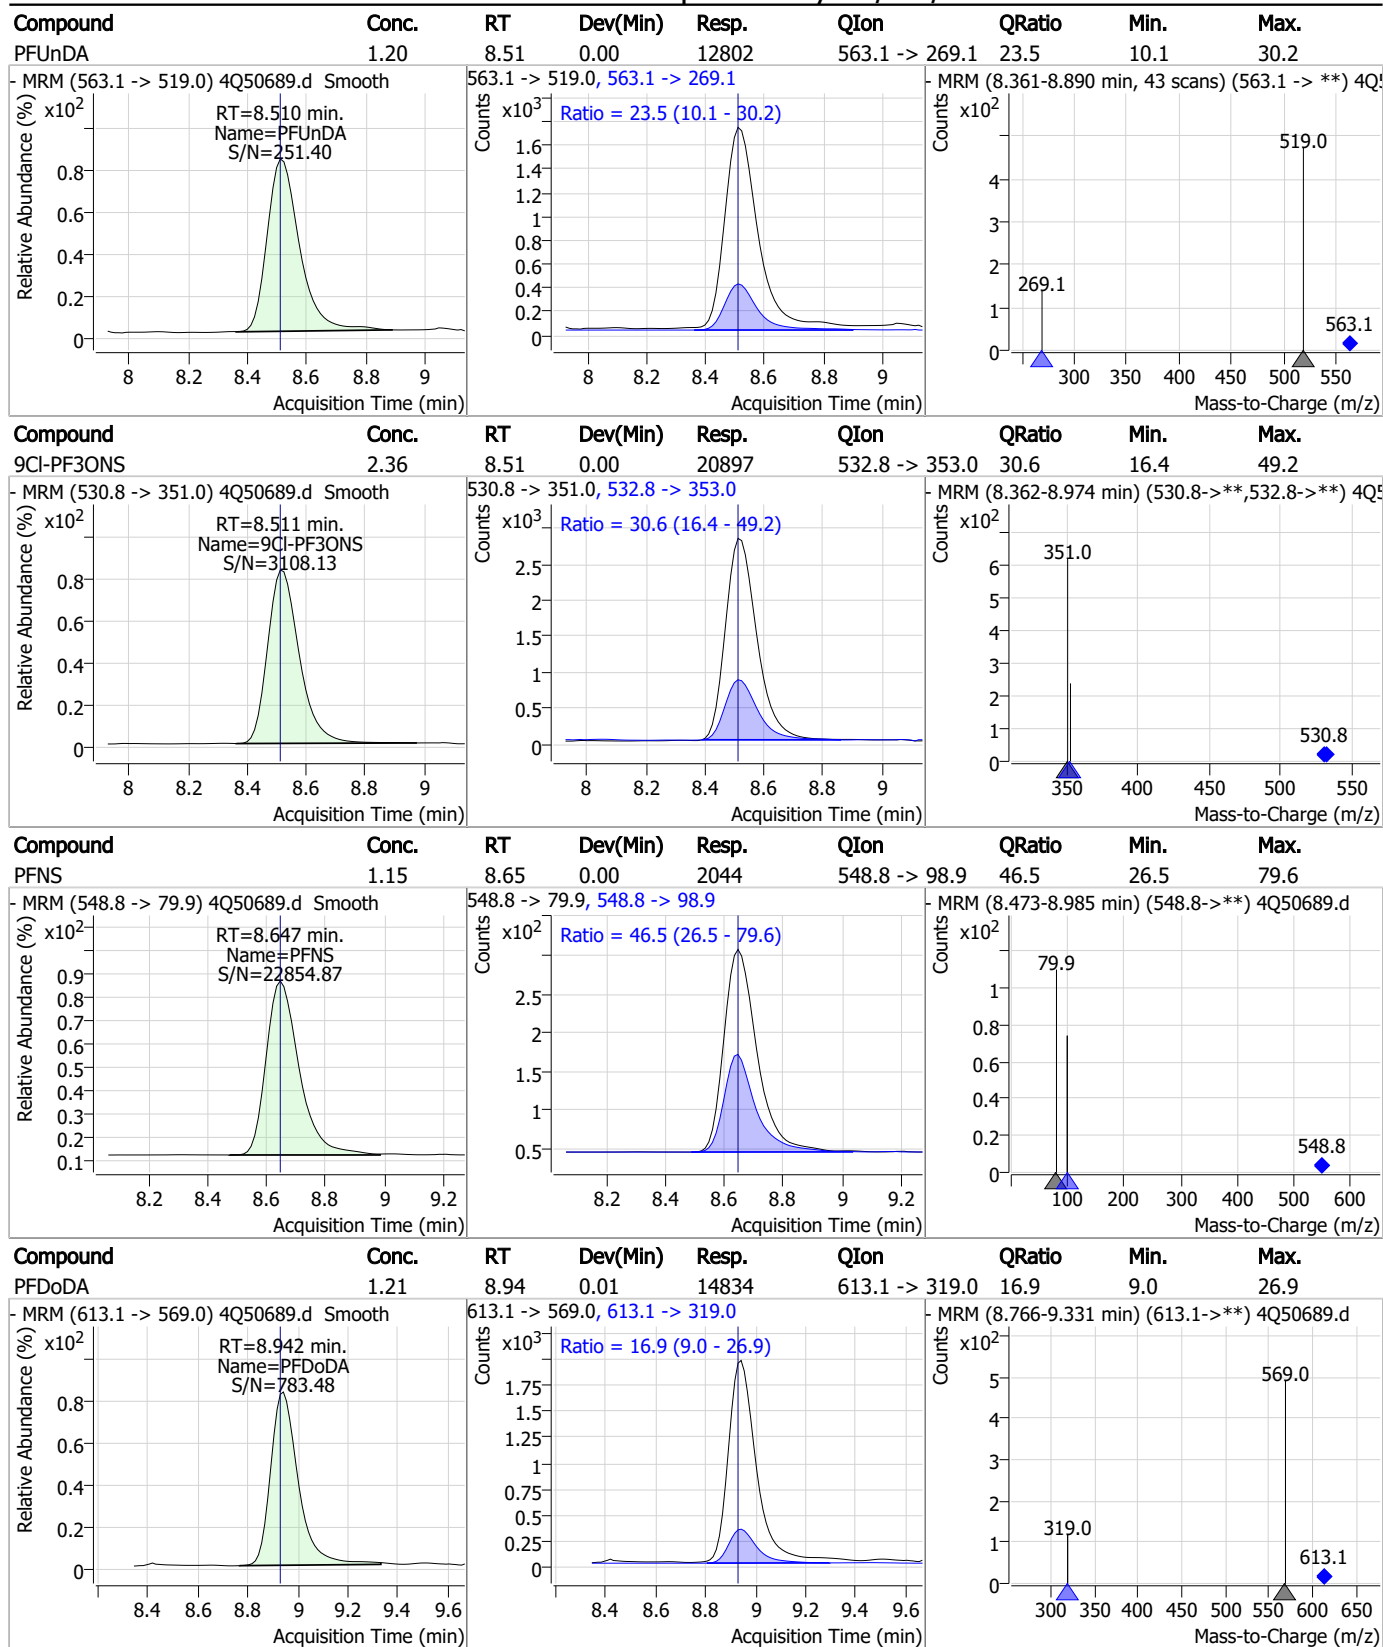 Compound Conc. RT Dev(Min) Resp. QIon QRatio Min. Max.
PFUnDA 1.20 8.51 0.00 12802 563.1 -> 269.1 23.5 10.1 30.2
- MRM (563.1 -> 519.0) 4Q50689.d Smooth
x10²
RT=8.510 min.
Name=PFUnDA
S/N=251.40
Relative Abundance (%)
0.8
0.6
0.4
0.2
0
8 8.2 8.4 8.6 8.8 9
Acquisition Time (min)
563.1 -> 519.0, 563.1 -> 269.1
x10³
Ratio = 23.5 (10.1 - 30.2)
Counts
1.6
1.4
1.2
1
0.8
0.6
0.4
0.2
0
8 8.2 8.4 8.6 8.8 9
Acquisition Time (min)
- MRM (8.361-8.890 min, 43 scans) (563.1 -> **) 4Q5
x10²
Counts
519.0
269.1
563.1
4
3
2
1
0
300 350 400 450 500 550
Mass-to-Charge (m/z)
Compound Conc. RT Dev(Min) Resp. QIon QRatio Min. Max.
9Cl-PF3ONS 2.36 8.51 0.00 20897 532.8 -> 353.0 30.6 16.4 49.2
- MRM (530.8 -> 351.0) 4Q50689.d Smooth
x10²
RT=8.511 min.
Name=9Cl-PF3ONS
S/N=3108.13
Relative Abundance (%)
0.8
0.6
0.4
0.2
0
8 8.2 8.4 8.6 8.8 9
Acquisition Time (min)
530.8 -> 351.0, 532.8 -> 353.0
x10³
Ratio = 30.6 (16.4 - 49.2)
Counts
2.5
2
1.5
1
0.5
0
8 8.2 8.4 8.6 8.8 9
Acquisition Time (min)
- MRM (8.362-8.974 min) (530.8->**,532.8->**) 4Q5
x10²
Counts
351.0
530.8
6
5
4
3
2
1
0
350 400 450 500 550
Mass-to-Charge (m/z)
Compound Conc. RT Dev(Min) Resp. QIon QRatio Min. Max.
PFNS 1.15 8.65 0.00 2044 548.8 -> 98.9 46.5 26.5 79.6
- MRM (548.8 -> 79.9) 4Q50689.d Smooth
x10²
RT=8.647 min.
Name=PFNS
S/N=22854.87
Relative Abundance (%)
0.9
0.8
0.7
0.6
0.5
0.4
0.3
0.2
0.1
8.2 8.4 8.6 8.8 9 9.2
Acquisition Time (min)
548.8 -> 79.9, 548.8 -> 98.9
x10²
Ratio = 46.5 (26.5 - 79.6)
Counts
2.5
2
1.5
1
0.5
8.2 8.4 8.6 8.8 9 9.2
Acquisition Time (min)
- MRM (8.473-8.985 min) (548.8->**) 4Q50689.d
x10²
Counts
79.9
548.8
1
0.8
0.6
0.4
0.2
0
100 200 300 400 500 600
Mass-to-Charge (m/z)
Compound Conc. RT Dev(Min) Resp. QIon QRatio Min. Max.
PFDoDA 1.21 8.94 0.01 14834 613.1 -> 319.0 16.9 9.0 26.9
- MRM (613.1 -> 569.0) 4Q50689.d Smooth
x10²
RT=8.942 min.
Name=PFDoDA
S/N=783.48
Relative Abundance (%)
0.8
0.6
0.4
0.2
0
8.4 8.6 8.8 9 9.2 9.4 9.6
Acquisition Time (min)
613.1 -> 569.0, 613.1 -> 319.0
x10³
Ratio = 16.9 (9.0 - 26.9)
Counts
1.75
1.5
1.25
1
0.75
0.5
0.25
0
8.4 8.6 8.8 9 9.2 9.4 9.6
Acquisition Time (min)
- MRM (8.766-9.331 min) (613.1->**) 4Q50689.d
x10²
Counts
569.0
319.0
613.1
5
4
3
2
1
0
300 350 400 450 500 550 600 650
Mass-to-Charge (m/z)